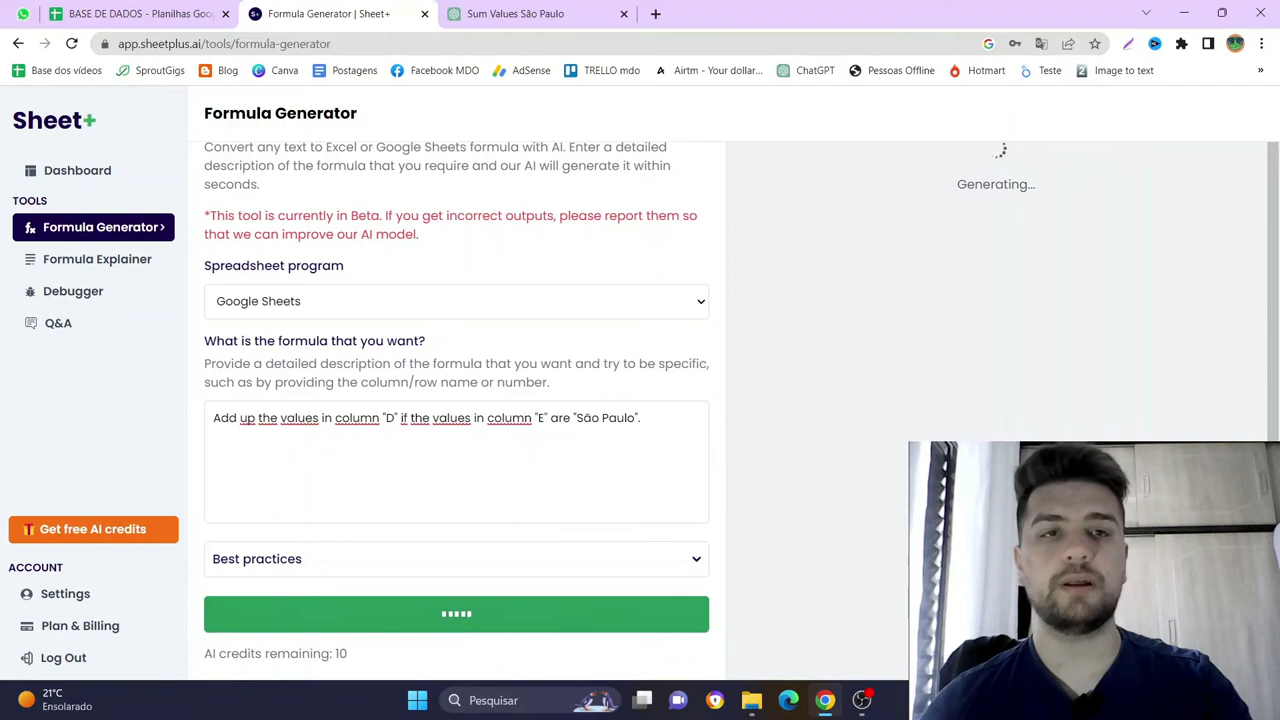 BASE DE DADOS - Planilhas Goo
Formula Generator | Sheet+
Sum Values São Paulo
app.sheetplus.ai/tools/formula-generator
Base dos vídeos
SproutGigs
Blog
Canva
Postagens
Facebook MDO
AdSense
TRELLO mdo
Airtm - Your dollar...
ChatGPT
Pessoas Offline
Hotmart
Teste
Image to text
»
Sheet+
Formula Generator
Dashboard
TOOLS
fx Formula Generator
Formula Explainer
Debugger
Q&A
Get free AI credits
ACCOUNT
Settings
Plan & Billing
Log Out
Convert any text to Excel or Google Sheets formula with AI. Enter a detailed
description of the formula that you require and our AI will generate it within
seconds.
*This tool is currently in Beta. If you get incorrect outputs, please report them so
that we can improve our AI model.
Spreadsheet program
Google Sheets
What is the formula that you want?
Provide a detailed description of the formula that you want and try to be specific,
such as by providing the column/row name or number.
Add up the values in column "D" if the values in column "E" are "São Paulo".
Best practices
AI credits remaining: 10
Generating...
21°C
Ensolarado
Pesquisar